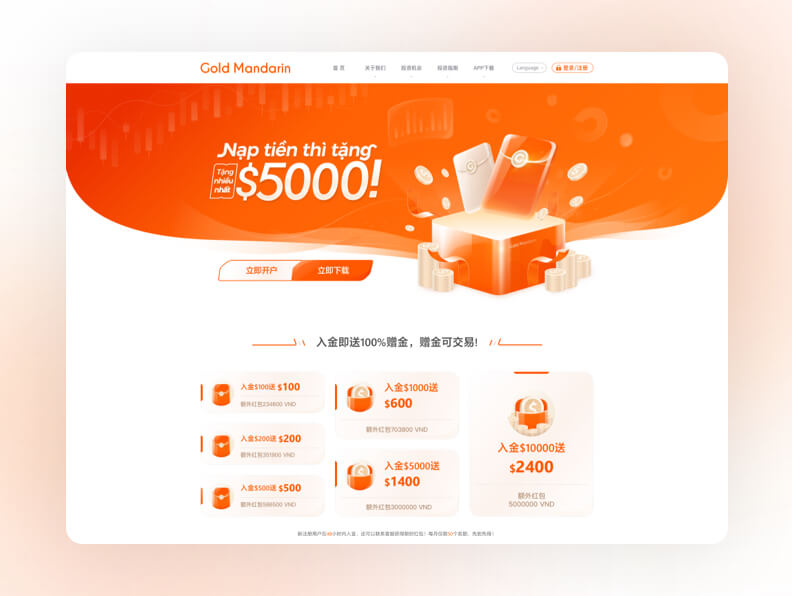 Gold Mandarin
首 页
关于我们
投资机会
投资指南
APP下载
Language
登录/注册
Nạp tiền thì tặng
Tặng
nhiều
nhất
$5000!
Gold Mandarin
立即开户
立即下载
入金即送100%赠金，赠金可交易!
入金$100送 $100
额外红包234600 VND
入金$200送 $200
额外红包351900 VND
入金$500送 $500
额外红包586500 VND
入金$1000送
$600
额外红包703800 VND
入金$5000送
$1400
额外红包3000000 VND
入金$10000送
$2400
额外红包
5000000 VND
新注册用户后48小时内入金，还可以联系客服获得限时红包！每月仅前50个名额，先到先得！